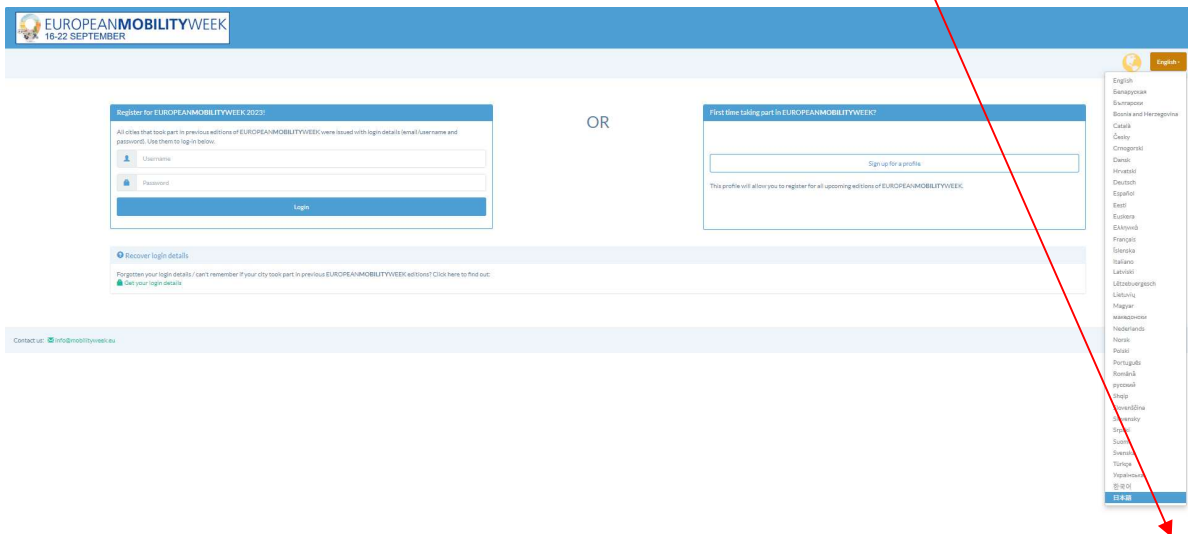 EUROPEANMOBILITYWEEK
16-22 SEPTEMBER
English
Register for EUROPEANMOBILITYWEEK 2023!
All cities that took part in previous editions of EUROPEANMOBILITYWEEK were issued with login details (email/username and
password). Use them to log-in below.
Username
Password
Login
OR
First time taking part in EUROPEANMOBILITYWEEK?
Sign up for a profile
This profile will allow you to register for all upcoming editions of EUROPEANMOBILITYWEEK.
Recover login details
Forgotten your login details / can't remember if your city took part in previous EUROPEANMOBILITYWEEK editions? Click here to find out:
Get your login details
Contact us: info@mobilityweek.eu
English
Беларуская
Български
Bosnia and Herzegovina
Català
Česky
Crnogorski
Dansk
Hrvatski
Deutsch
Español
Eesti
Euskera
Ελληνικά
Français
Íslenska
Italiano
Latviski
Lëtzebuergesch
Lietuvių
Magyar
македонски
Nederlands
Norsk
Polski
Português
Română
русский
Shqip
Slovenščina
Slovensky
Srpski
Suomi
Svenska
Türkçe
Українська
한국어
日本語